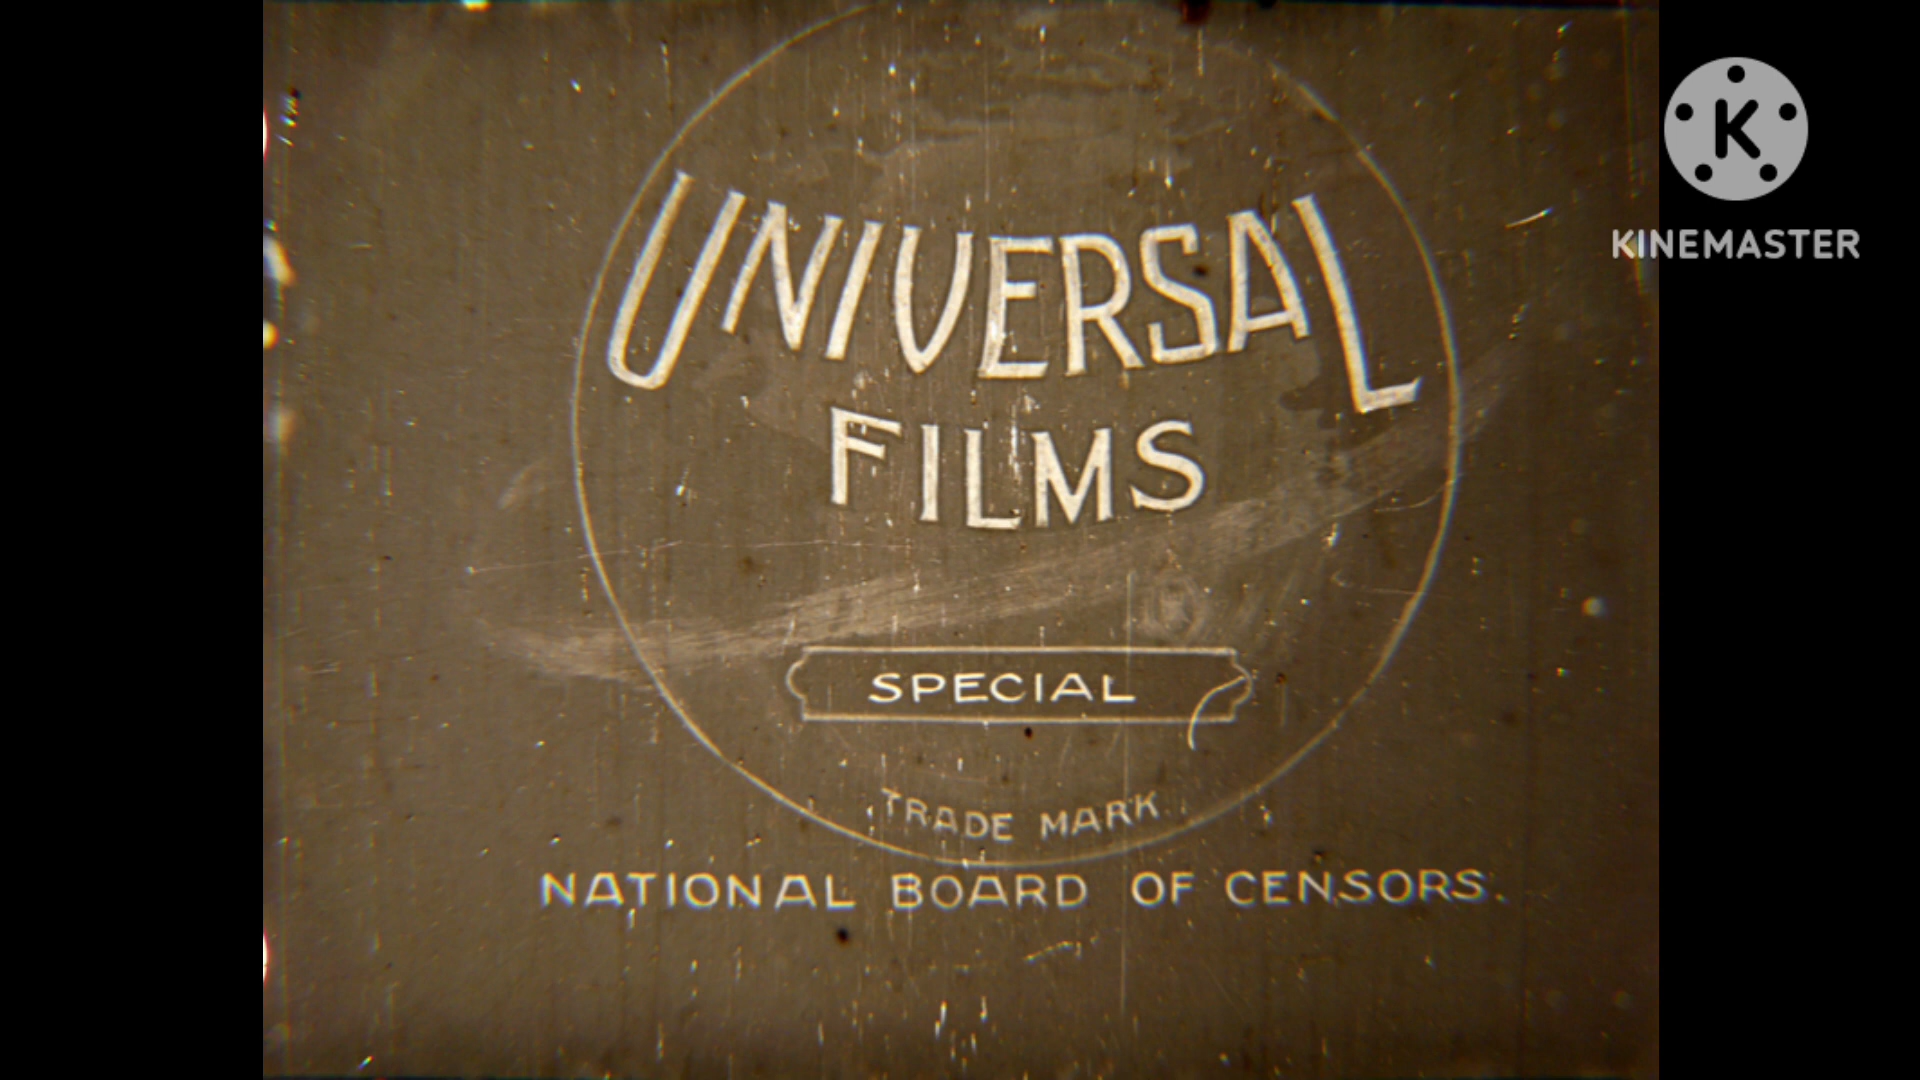 UNIVERSAL
FILMS
SPECIAL
TRADE MARK
NATIONAL BOARD OF CENSORS.
K
KINEMASTER